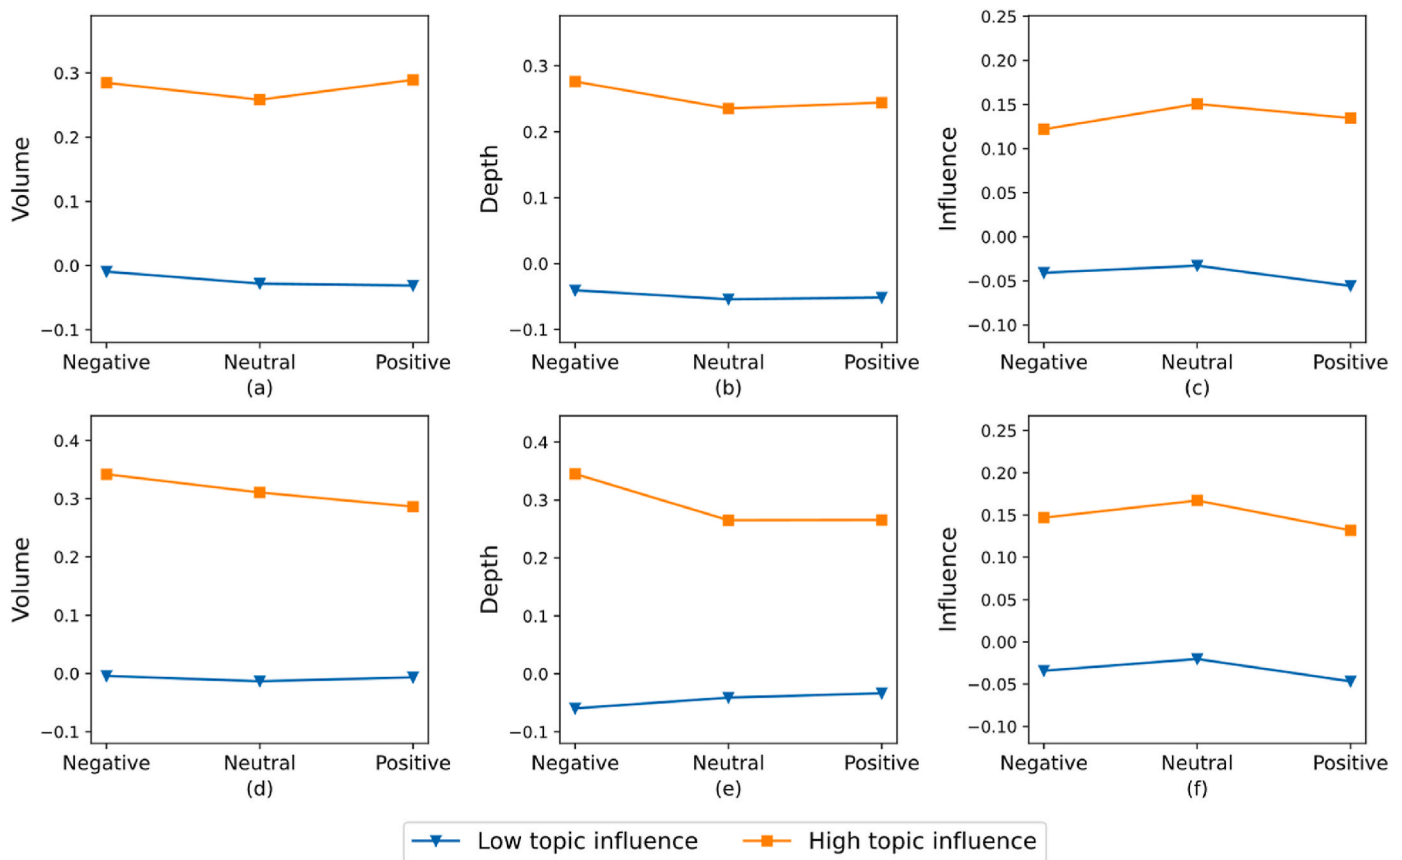 Volume
0.3
0.2
0.1
0.0
−0.1
Negative Neutral Positive
(a)
Depth
0.3
0.2
0.1
0.0
−0.1
Negative Neutral Positive
(b)
Influence
0.25
0.20
0.15
0.10
0.05
0.00
−0.05
−0.10
Negative Neutral Positive
(c)
Volume
0.4
0.3
0.2
0.1
0.0
−0.1
Negative Neutral Positive
(d)
Depth
0.4
0.3
0.2
0.1
0.0
−0.1
Negative Neutral Positive
(e)
Influence
0.25
0.20
0.15
0.10
0.05
0.00
−0.05
−0.10
Negative Neutral Positive
(f)
Low topic influence High topic influence